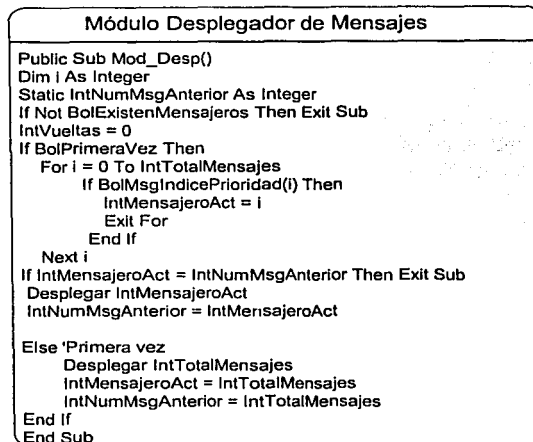 Módulo Desplegador de Mensajes
Public Sub Mod_Desp()
Dim i As Integer
Static IntNumMsgAnterior As Integer
If Not BolExistenMensajeros Then Exit Sub
IntVueltas = 0
If BolPrimeraVez Then
For i = 0 To IntTotalMensajes
If BolMsgIndicePrioridad(i) Then
IntMensajeroAct = i
Exit For
End If
Next i
If IntMensajeroAct = IntNumMsgAnterior Then Exit Sub
Desplegar IntMensajeroAct
IntNumMsgAnterior = IntMensajeroAct
Else 'Primera vez
Desplegar IntTotalMensajes
IntMensajeroAct = IntTotalMensajes
IntNumMsgAnterior = IntTotalMensajes
End If
End Sub